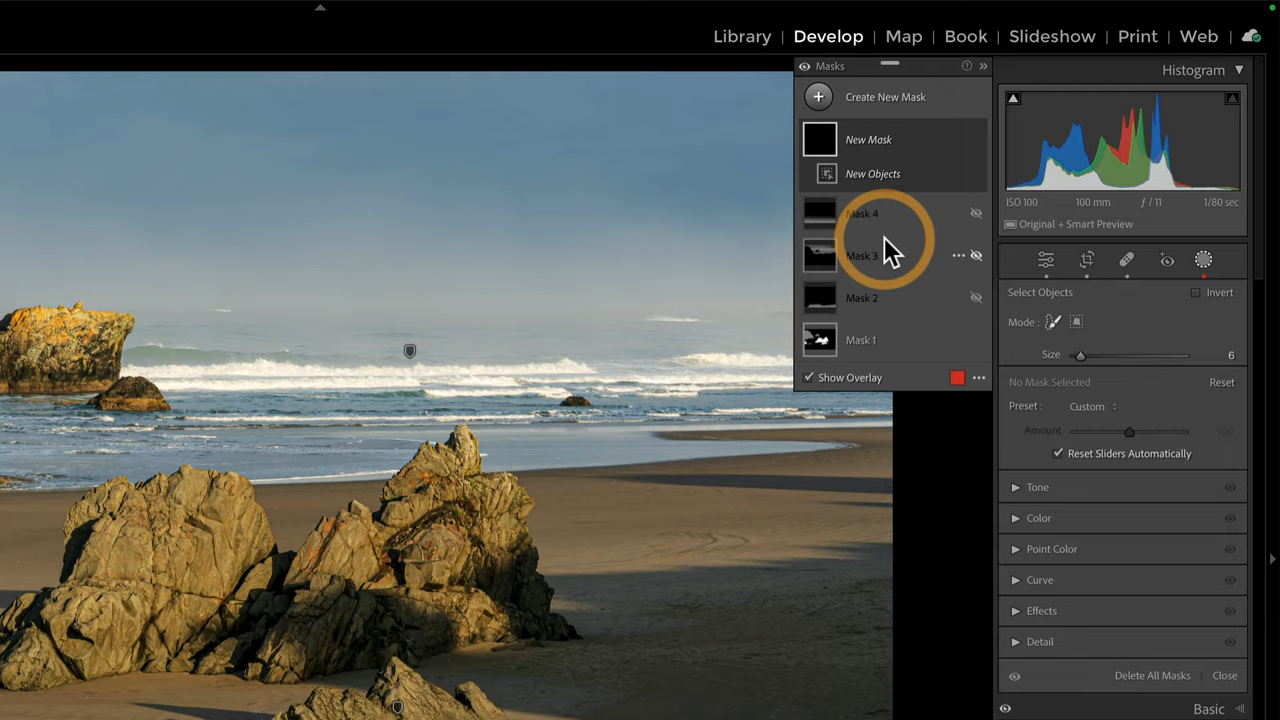 Library | Develop | Map | Book | Slideshow | Print | Web |
Masks
Create New Mask
New Mask
New Objects
Mask 4
Mask 3
Mask 2
Mask 1
Show Overlay
Histogram
ISO 100 100 mm ƒ / 11 1/80 sec
Original + Smart Preview
Select Objects Invert
Mode :
Size 6
No Mask Selected Reset
Preset : Custom
Amount 100
Reset Sliders Automatically
Tone
Color
Point Color
Curve
Effects
Detail
Delete All Masks Close
Basic